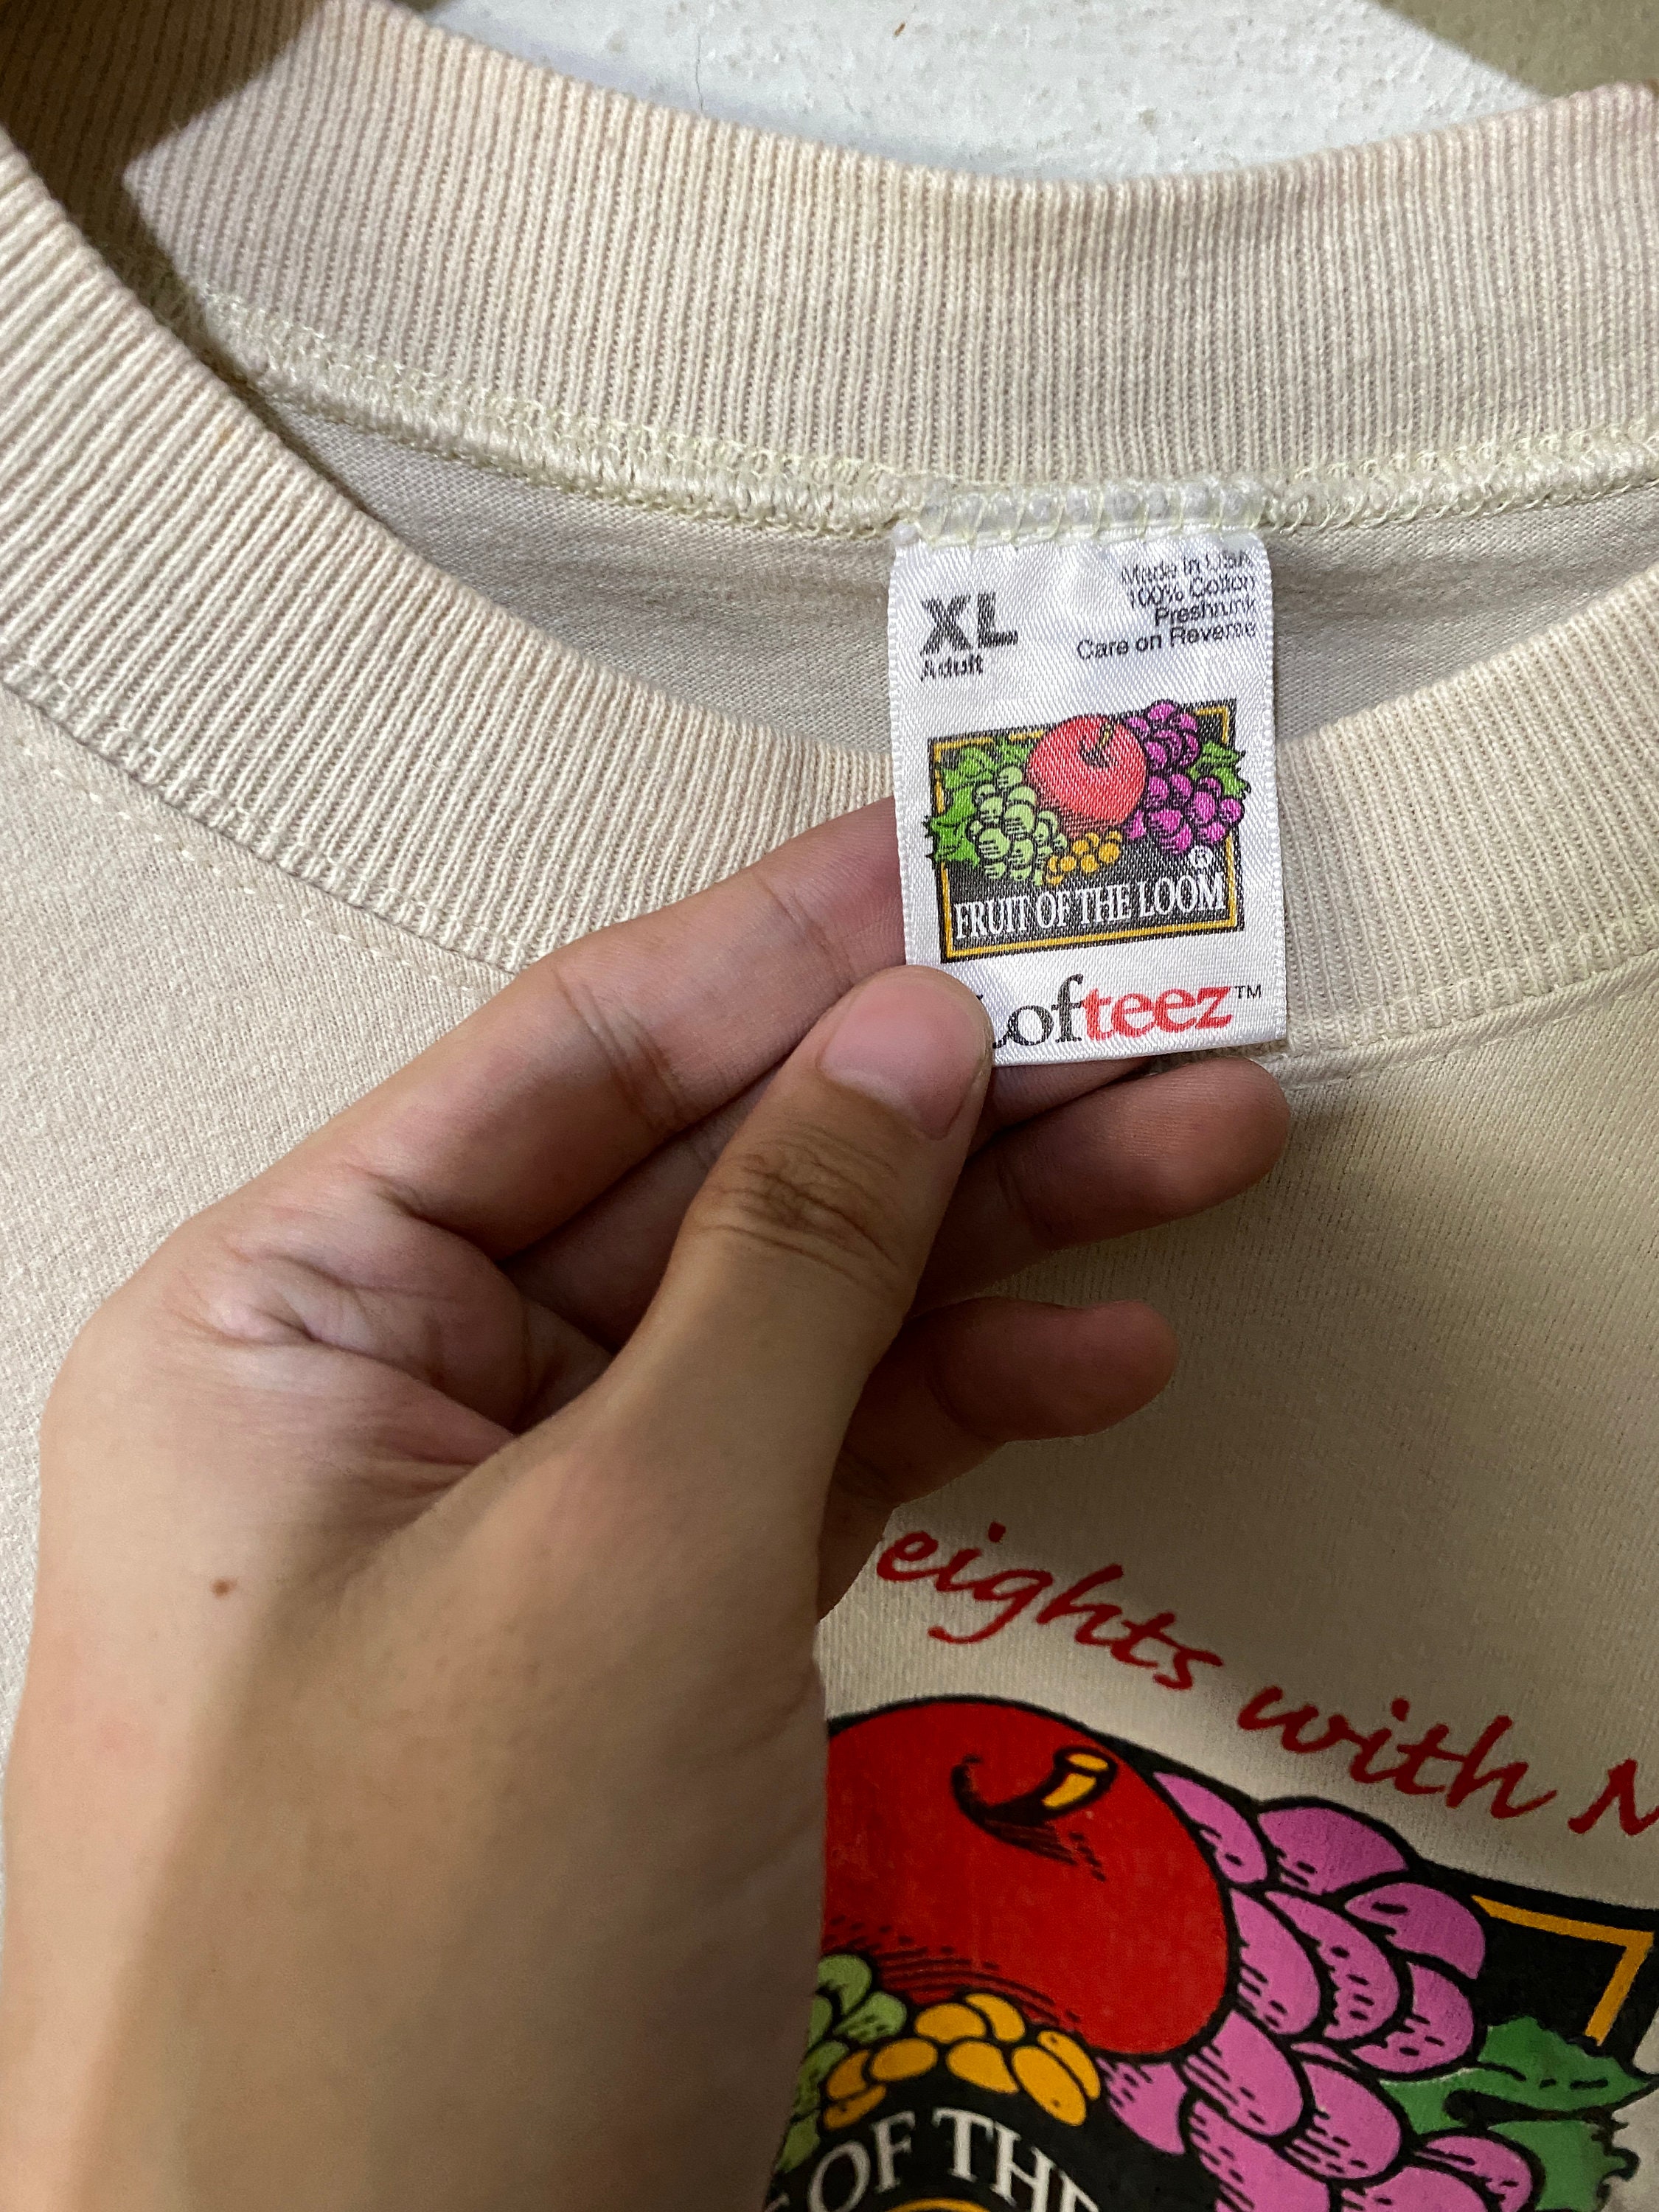 XL
Adult
Made in USA
100% Cotton
Preshrunk
Care on Reverse
®
FRUIT OF THE LOOM
Lofteez™
eights with
OF THE